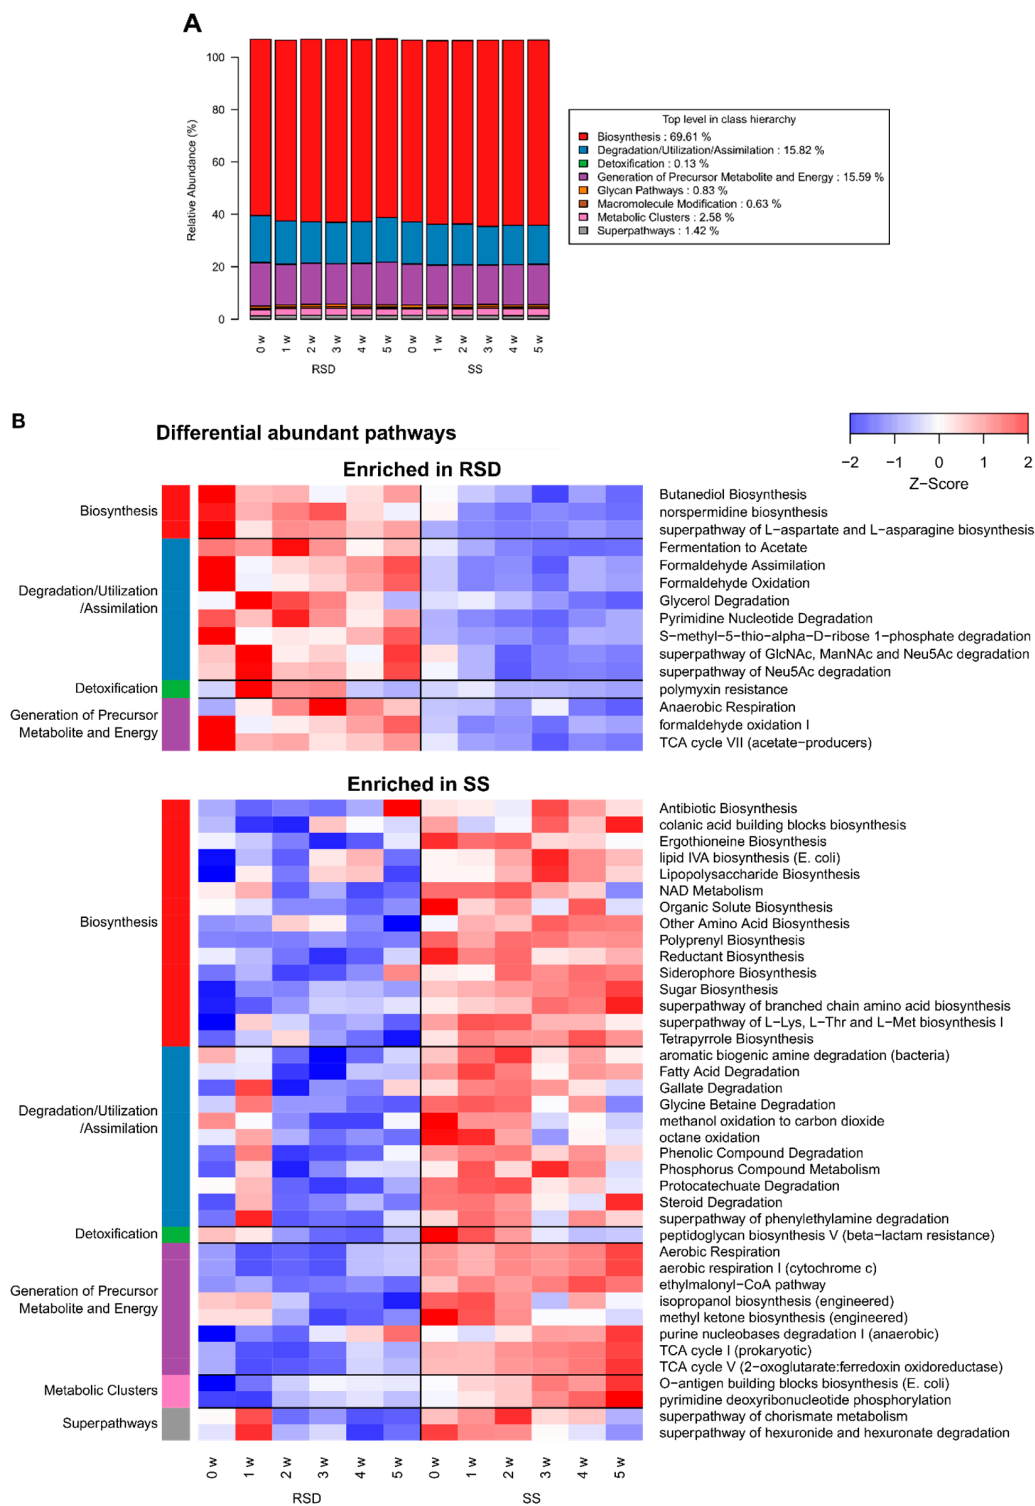 A
100
80
60
40
20
0
Relative Abundance (%)
0 w
1 w
2 w
3 w
4 w
5 w
0 w
1 w
2 w
3 w
4 w
5 w
RSD
SS
Top level in class hierarchy
Biosynthesis : 69.61 %
Degradation/Utilization/Assimilation : 15.82 %
Detoxification : 0.13 %
Generation of Precursor Metabolite and Energy : 15.59 %
Glycan Pathways : 0.83 %
Macromolecule Modification : 0.63 %
Metabolic Clusters : 2.58 %
Superpathways : 1.42 %
B
Differential abundant pathways
−2 −1 0 1 2
Z−Score
Enriched in RSD
Biosynthesis
Degradation/Utilization
/Assimilation
Detoxification
Generation of Precursor
Metabolite and Energy
Butanediol Biosynthesis
norspermidine biosynthesis
superpathway of L−aspartate and L−asparagine biosynthesis
Fermentation to Acetate
Formaldehyde Assimilation
Formaldehyde Oxidation
Glycerol Degradation
Pyrimidine Nucleotide Degradation
S−methyl−5−thio−alpha−D−ribose 1−phosphate degradation
superpathway of GlcNAc, ManNAc and Neu5Ac degradation
superpathway of Neu5Ac degradation
polymyxin resistance
Anaerobic Respiration
formaldehyde oxidation I
TCA cycle VII (acetate−producers)
Enriched in SS
Biosynthesis
Degradation/Utilization
/Assimilation
Detoxification
Generation of Precursor
Metabolite and Energy
Metabolic Clusters
Superpathways
Antibiotic Biosynthesis
colanic acid building blocks biosynthesis
Ergothioneine Biosynthesis
lipid IVA biosynthesis (E. coli)
Lipopolysaccharide Biosynthesis
NAD Metabolism
Organic Solute Biosynthesis
Other Amino Acid Biosynthesis
Polyprenyl Biosynthesis
Reductant Biosynthesis
Siderophore Biosynthesis
Sugar Biosynthesis
superpathway of branched chain amino acid biosynthesis
superpathway of L−Lys, L−Thr and L−Met biosynthesis I
Tetrapyrrole Biosynthesis
aromatic biogenic amine degradation (bacteria)
Fatty Acid Degradation
Gallate Degradation
Glycine Betaine Degradation
methanol oxidation to carbon dioxide
octane oxidation
Phenolic Compound Degradation
Phosphorus Compound Metabolism
Protocatechuate Degradation
Steroid Degradation
superpathway of phenylethylamine degradation
peptidoglycan biosynthesis V (beta−lactam resistance)
Aerobic Respiration
aerobic respiration I (cytochrome c)
ethylmalonyl−CoA pathway
isopropanol biosynthesis (engineered)
methyl ketone biosynthesis (engineered)
purine nucleobases degradation I (anaerobic)
TCA cycle I (prokaryotic)
TCA cycle V (2−oxoglutarate:ferredoxin oxidoreductase)
O−antigen building blocks biosynthesis (E. coli)
pyrimidine deoxyribonucleotide phosphorylation
superpathway of chorismate metabolism
superpathway of hexuronide and hexuronate degradation
0 w
1 w
2 w
3 w
4 w
5 w
0 w
1 w
2 w
3 w
4 w
5 w
RSD
SS